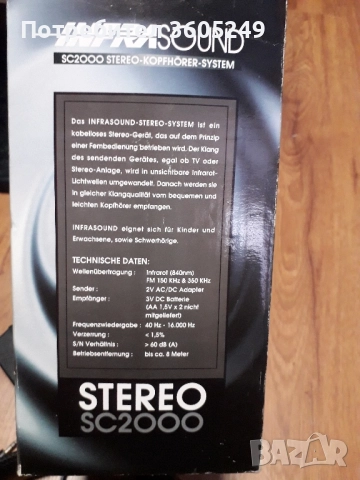 Потребител 3605249
INFRASOUND
SC2000 STEREO-KOPFHÖRER-SYSTEM
Das INFRASOUND-STEREO-SYSTEM ist ein
kabelloses Stereo-Gerät, das auf dem Prinzip
einer Fernbedienung betrieben wird. Der Klang
des sendenden Gerätes, egal ob TV oder
Stereo-Anlage, wird in unsichtbare Infrarot-
Lichtwellen umgewandelt. Danach werden sie
in gleicher Klangqualität vom bequemen und
leichten Kopfhörer empfangen.
INFRASOUND eignet sich für Kinder und
Erwachsene, sowie Schwerhörige.
TECHNISCHE DATEN:
Wellenübertragung : Infrarot (840nm)
FM 150 KHz & 350 KHz
Sender : 2V AC/DC Adapter
Empfänger : 3V DC Batterie
(AA 1,5V x 2 nicht
mitgeliefert)
Frequenzwiedergabe : 40 Hz - 16.000 Hz
Verzerrung : < 1,5%
S/N Verhältnis : > 60 dB (A)
Betriebsentfernung : bis ca. 8 Meter
STEREO
SC2000
BAZAR
bg